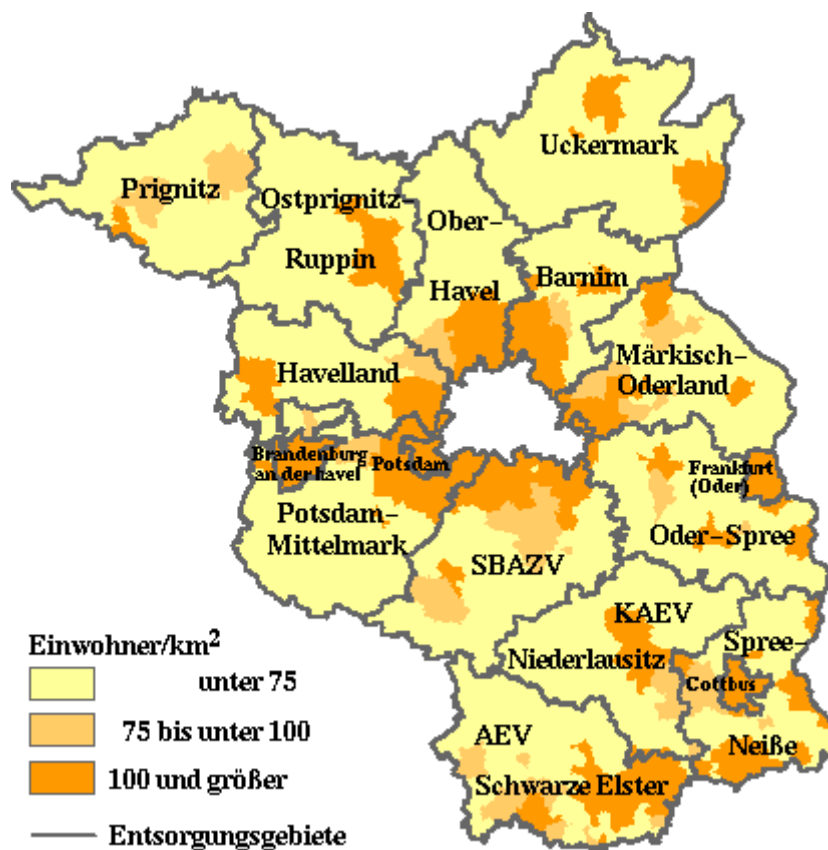 Uckermark
Prignitz
Ostprignitz-
Ruppin
Ober-
Havel
Barnim
Märkisch-
Oderland
Havelland
Brandenburg
an der havel
Potsdam
Frankfurt
(Oder)
Potsdam-
Mittelmark
Oder-Spree
SBAZV
KAEV
Niederlausitz
Spree-
Neiße
Cottbus
AEV
Schwarze Elster
Einwohner/km²
unter 75
75 bis unter 100
100 und größer
Entsorgungsgebiete